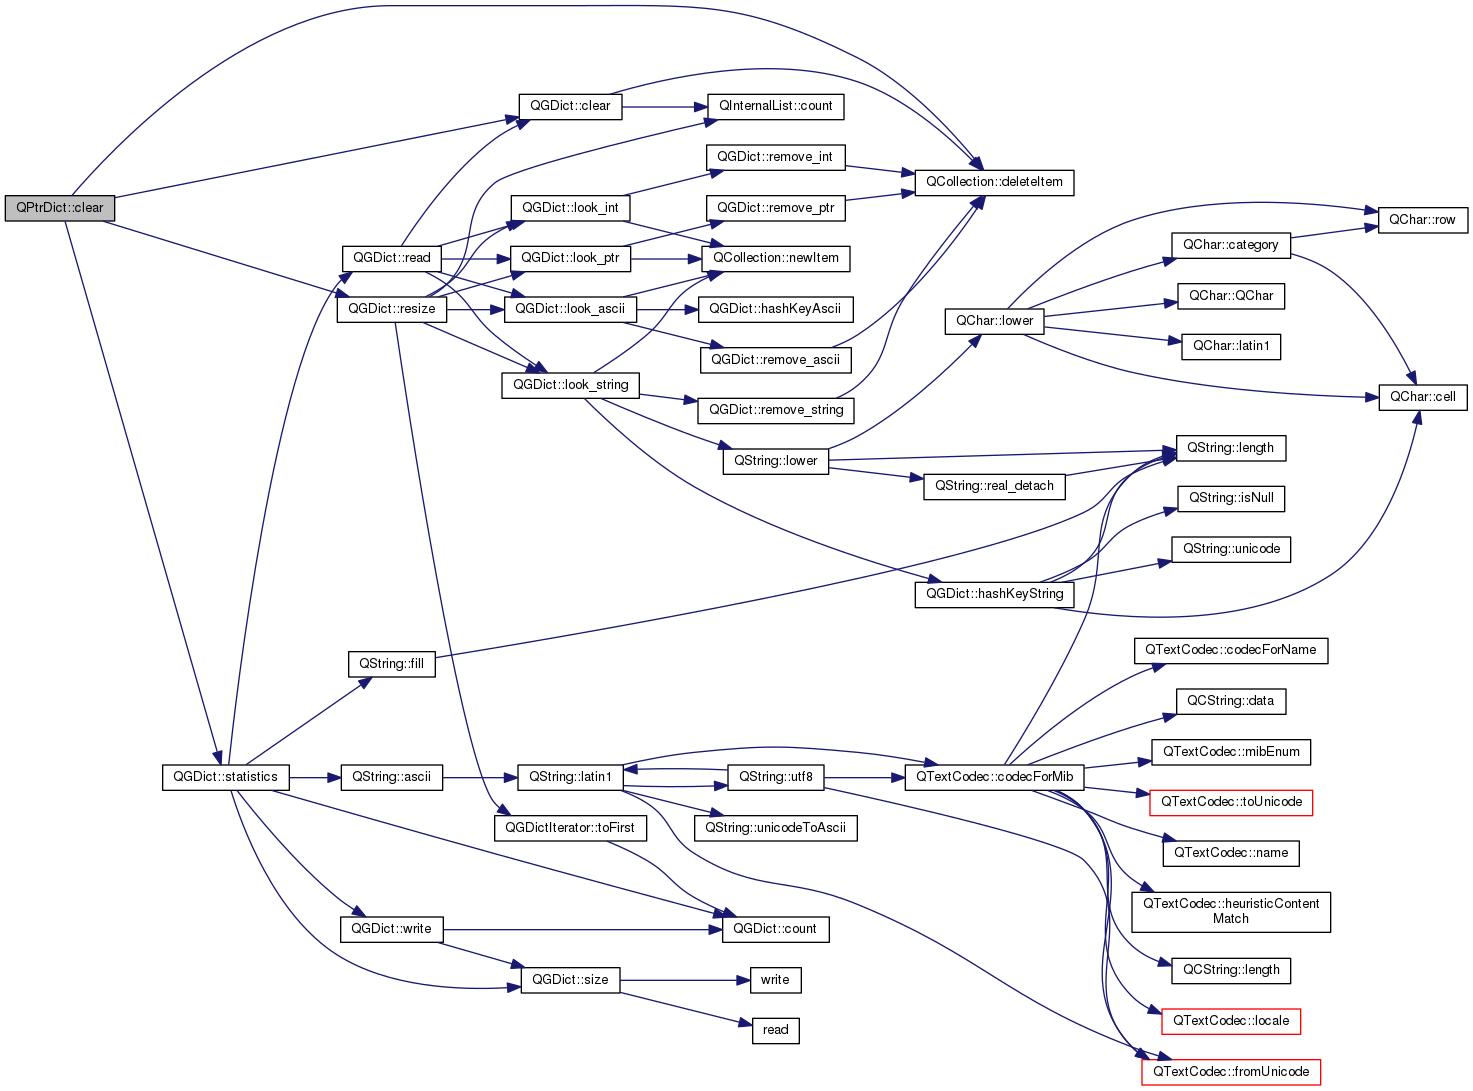 QPtrDict::clear
QGDict::clear
QInternalList::count
QGDict::remove_int
QCollection::deleteItem
QGDict::look_int
QGDict::remove_ptr
QGDict::read
QGDict::look_ptr
QCollection::newItem
QGDict::resize
QGDict::look_ascii
QGDict::hashKeyAscii
QGDict::remove_ascii
QGDict::look_string
QGDict::remove_string
QString::lower
QString::real_detach
QChar::lower
QChar::row
QChar::category
QChar::QChar
QChar::latin1
QChar::cell
QString::length
QString::isNull
QString::unicode
QGDict::hashKeyString
QString::fill
QGDict::statistics
QString::ascii
QString::latin1
QString::utf8
QTextCodec::codecForMib
QTextCodec::codecForName
QCString::data
QTextCodec::mibEnum
QTextCodec::toUnicode
QTextCodec::name
QTextCodec::heuristicContent
Match
QCString::length
QTextCodec::locale
QTextCodec::fromUnicode
QGDictIterator::toFirst
QString::unicodeToAscii
QGDict::write
QGDict::count
QGDict::size
write
read